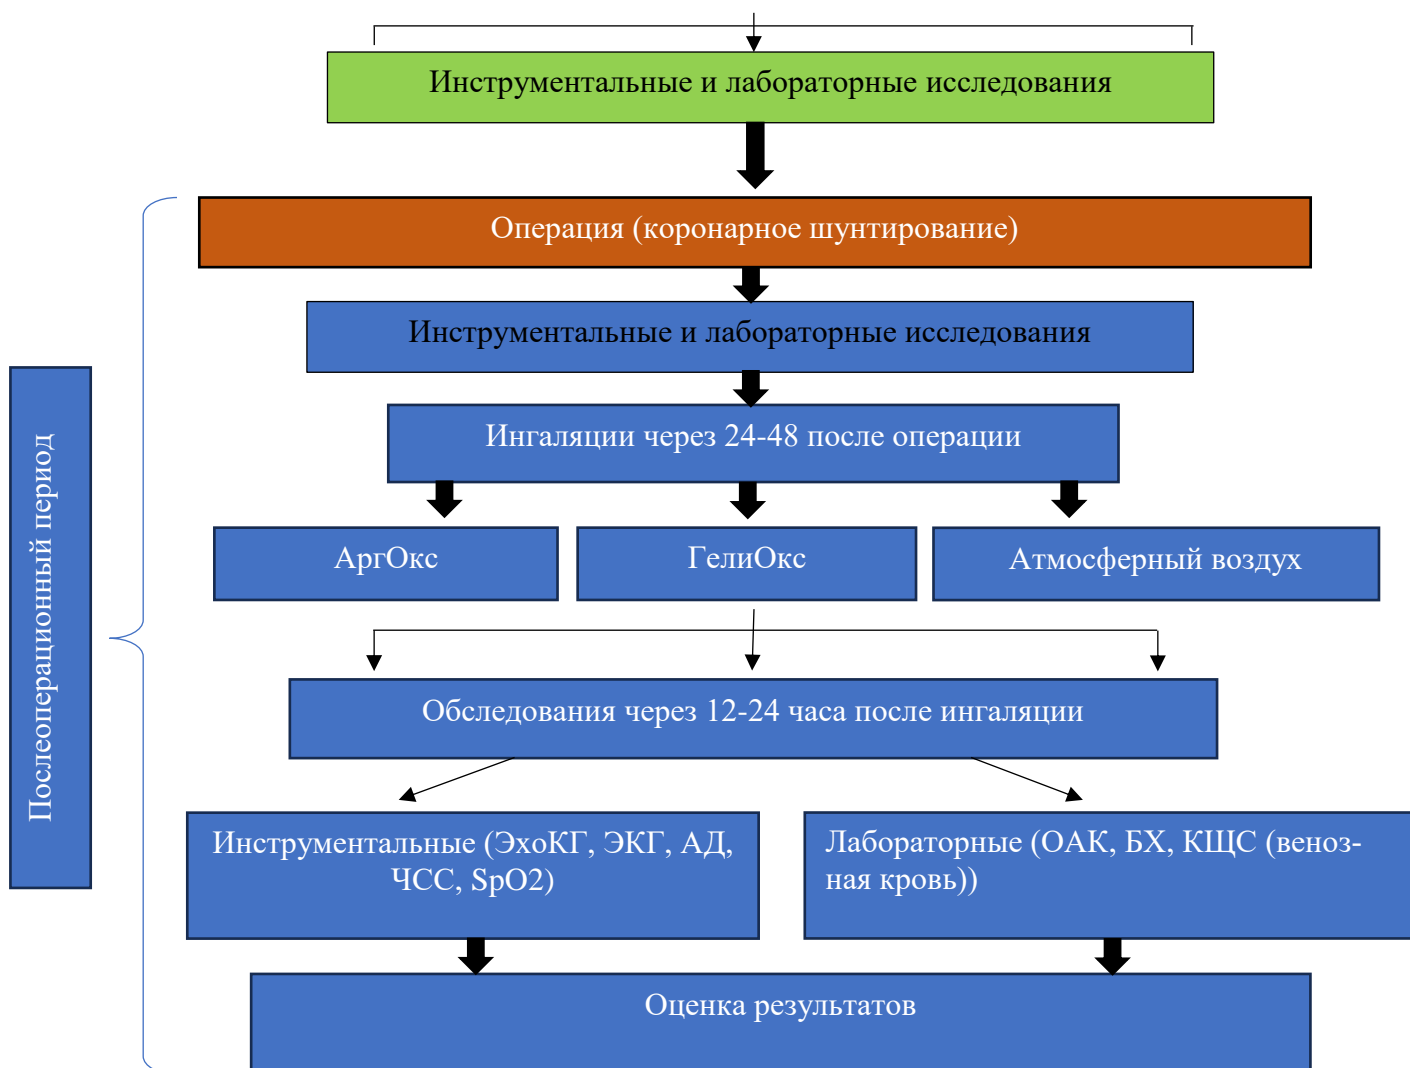 Инструментальные и лабораторные исследования
Операция (коронарное шунтирование)
Инструментальные и лабораторные исследования
Ингаляции через 24-48 после операции
АргОкс
ГелиОкс
Атмосферный воздух
Послеоперационный период
Обследования через 12-24 часа после ингаляции
Инструментальные (ЭхоКГ, ЭКГ, АД,
ЧСС, SpO2)
Лабораторные (ОАК, БХ, КЩС (веноз-
ная кровь))
Оценка результатов